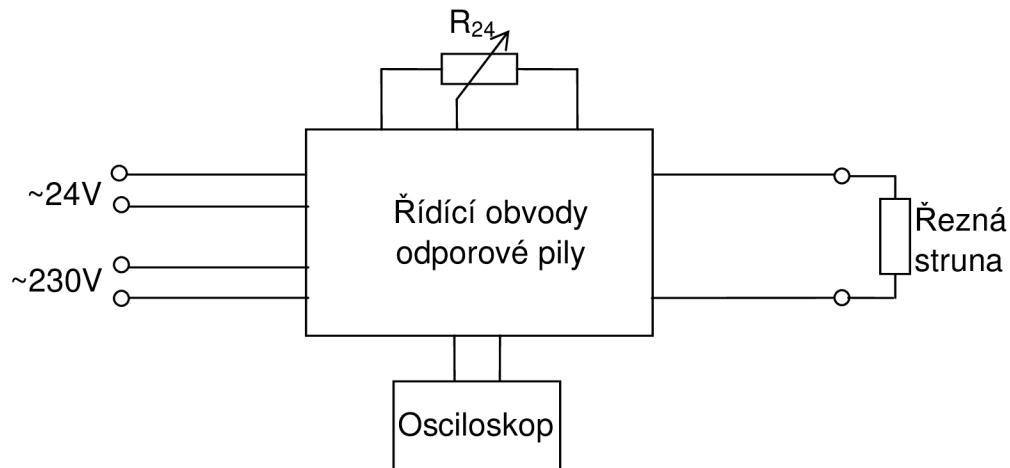 R24
~24V
~230V
Řídící obvody
odporové pily
Řezná
struna
Osciloskop